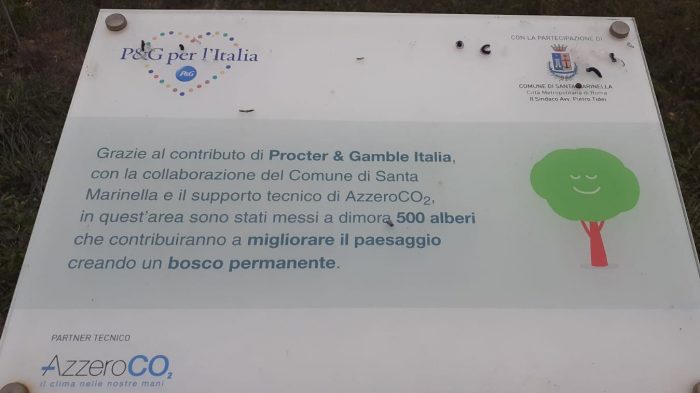 P&G per l'Italia
P&G
CON LA PARTECIPAZIONE DI
COMUNE DI SANTA MARINELLA
Città Metropolitana di Roma
Il Sindaco Avv. Pietro Tidei
Grazie al contributo di Procter & Gamble Italia,
con la collaborazione del Comune di Santa
Marinella e il supporto tecnico di AzzeroCO₂,
in quest'area sono stati messi a dimora 500 alberi
che contribuiranno a migliorare il paesaggio
creando un bosco permanente.
PARTNER TECNICO
AzzeroCO₂
il clima nelle nostre mani